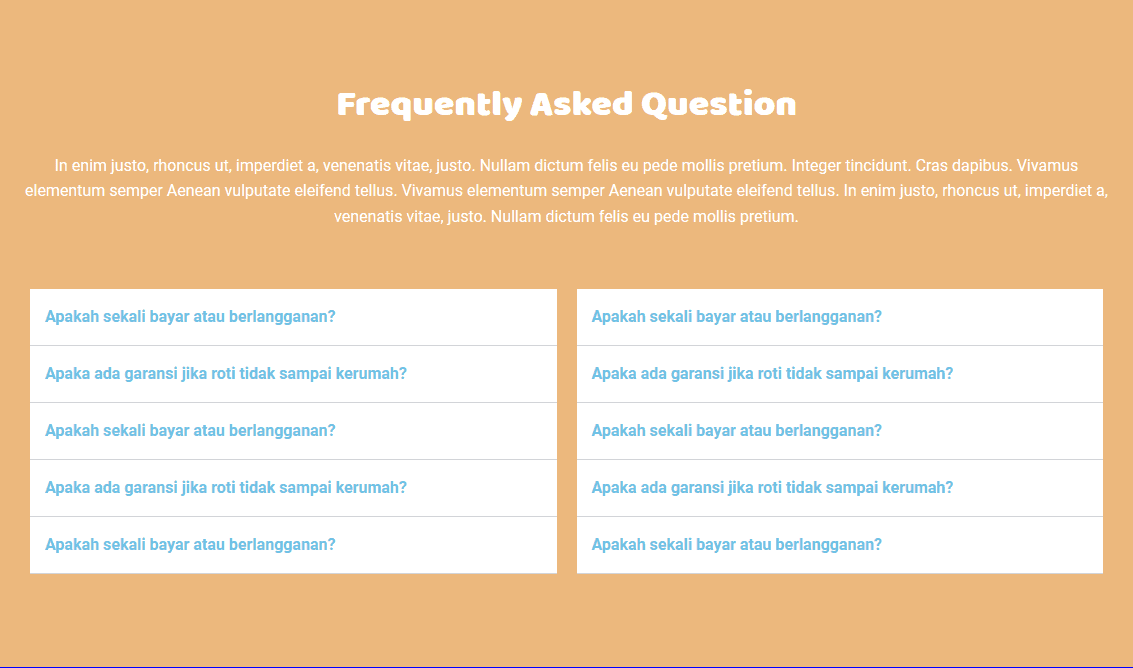 Frequently Asked Question
In enim justo, rhoncus ut, imperdiet a, venenatis vitae, justo. Nullam dictum felis eu pede mollis pretium. Integer tincidunt. Cras dapibus. Vivamus
elementum semper Aenean vulputate eleifend tellus. Vivamus elementum semper Aenean vulputate eleifend tellus. In enim justo, rhoncus ut, imperdiet a,
venenatis vitae, justo. Nullam dictum felis eu pede mollis pretium.
Apakah sekali bayar atau berlangganan?
Apaka ada garansi jika roti tidak sampai kerumah?
Apakah sekali bayar atau berlangganan?
Apaka ada garansi jika roti tidak sampai kerumah?
Apakah sekali bayar atau berlangganan?
Apakah sekali bayar atau berlangganan?
Apaka ada garansi jika roti tidak sampai kerumah?
Apakah sekali bayar atau berlangganan?
Apaka ada garansi jika roti tidak sampai kerumah?
Apakah sekali bayar atau berlangganan?